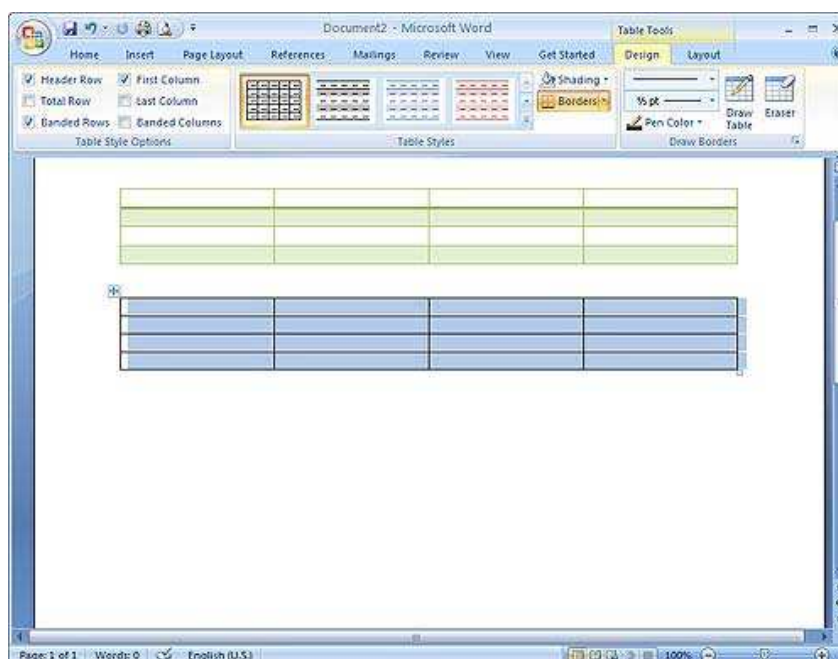 Document2 - Microsoft Word
Table Tools
Home Insert Page Layout References Mailings Review View Get Started Design Layout
Header Row First Column
Total Row Last Column
Banded Rows Banded Columns
Table Style Options
Table Styles
Shading
Borders
½ pt
Pen Color
Draw Table
Eraser
Draw Borders
Page: 1 of 1 Words: 0 English (U.S.) 100%